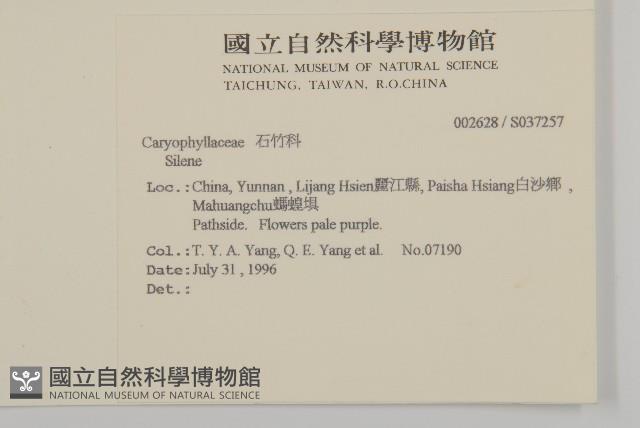 國立自然科學博物館
NATIONAL MUSEUM OF NATURAL SCIENCE
TAICHUNG, TAIWAN, R.O.CHINA
002628 / S037257
Caryophyllaceae 石竹科
Silene
Loc.:China, Yunnan , Lijang Hsien麗江縣, Paisha Hsiang白沙鄉 ,
Mahuangchu螞蝗垻
Pathside. Flowers pale purple.
Col.:T. Y. A. Yang, Q. E. Yang et al. No.07190
Date:July 31 , 1996
Det.:
國立自然科學博物館
NATIONAL MUSEUM OF NATURAL SCIENCE